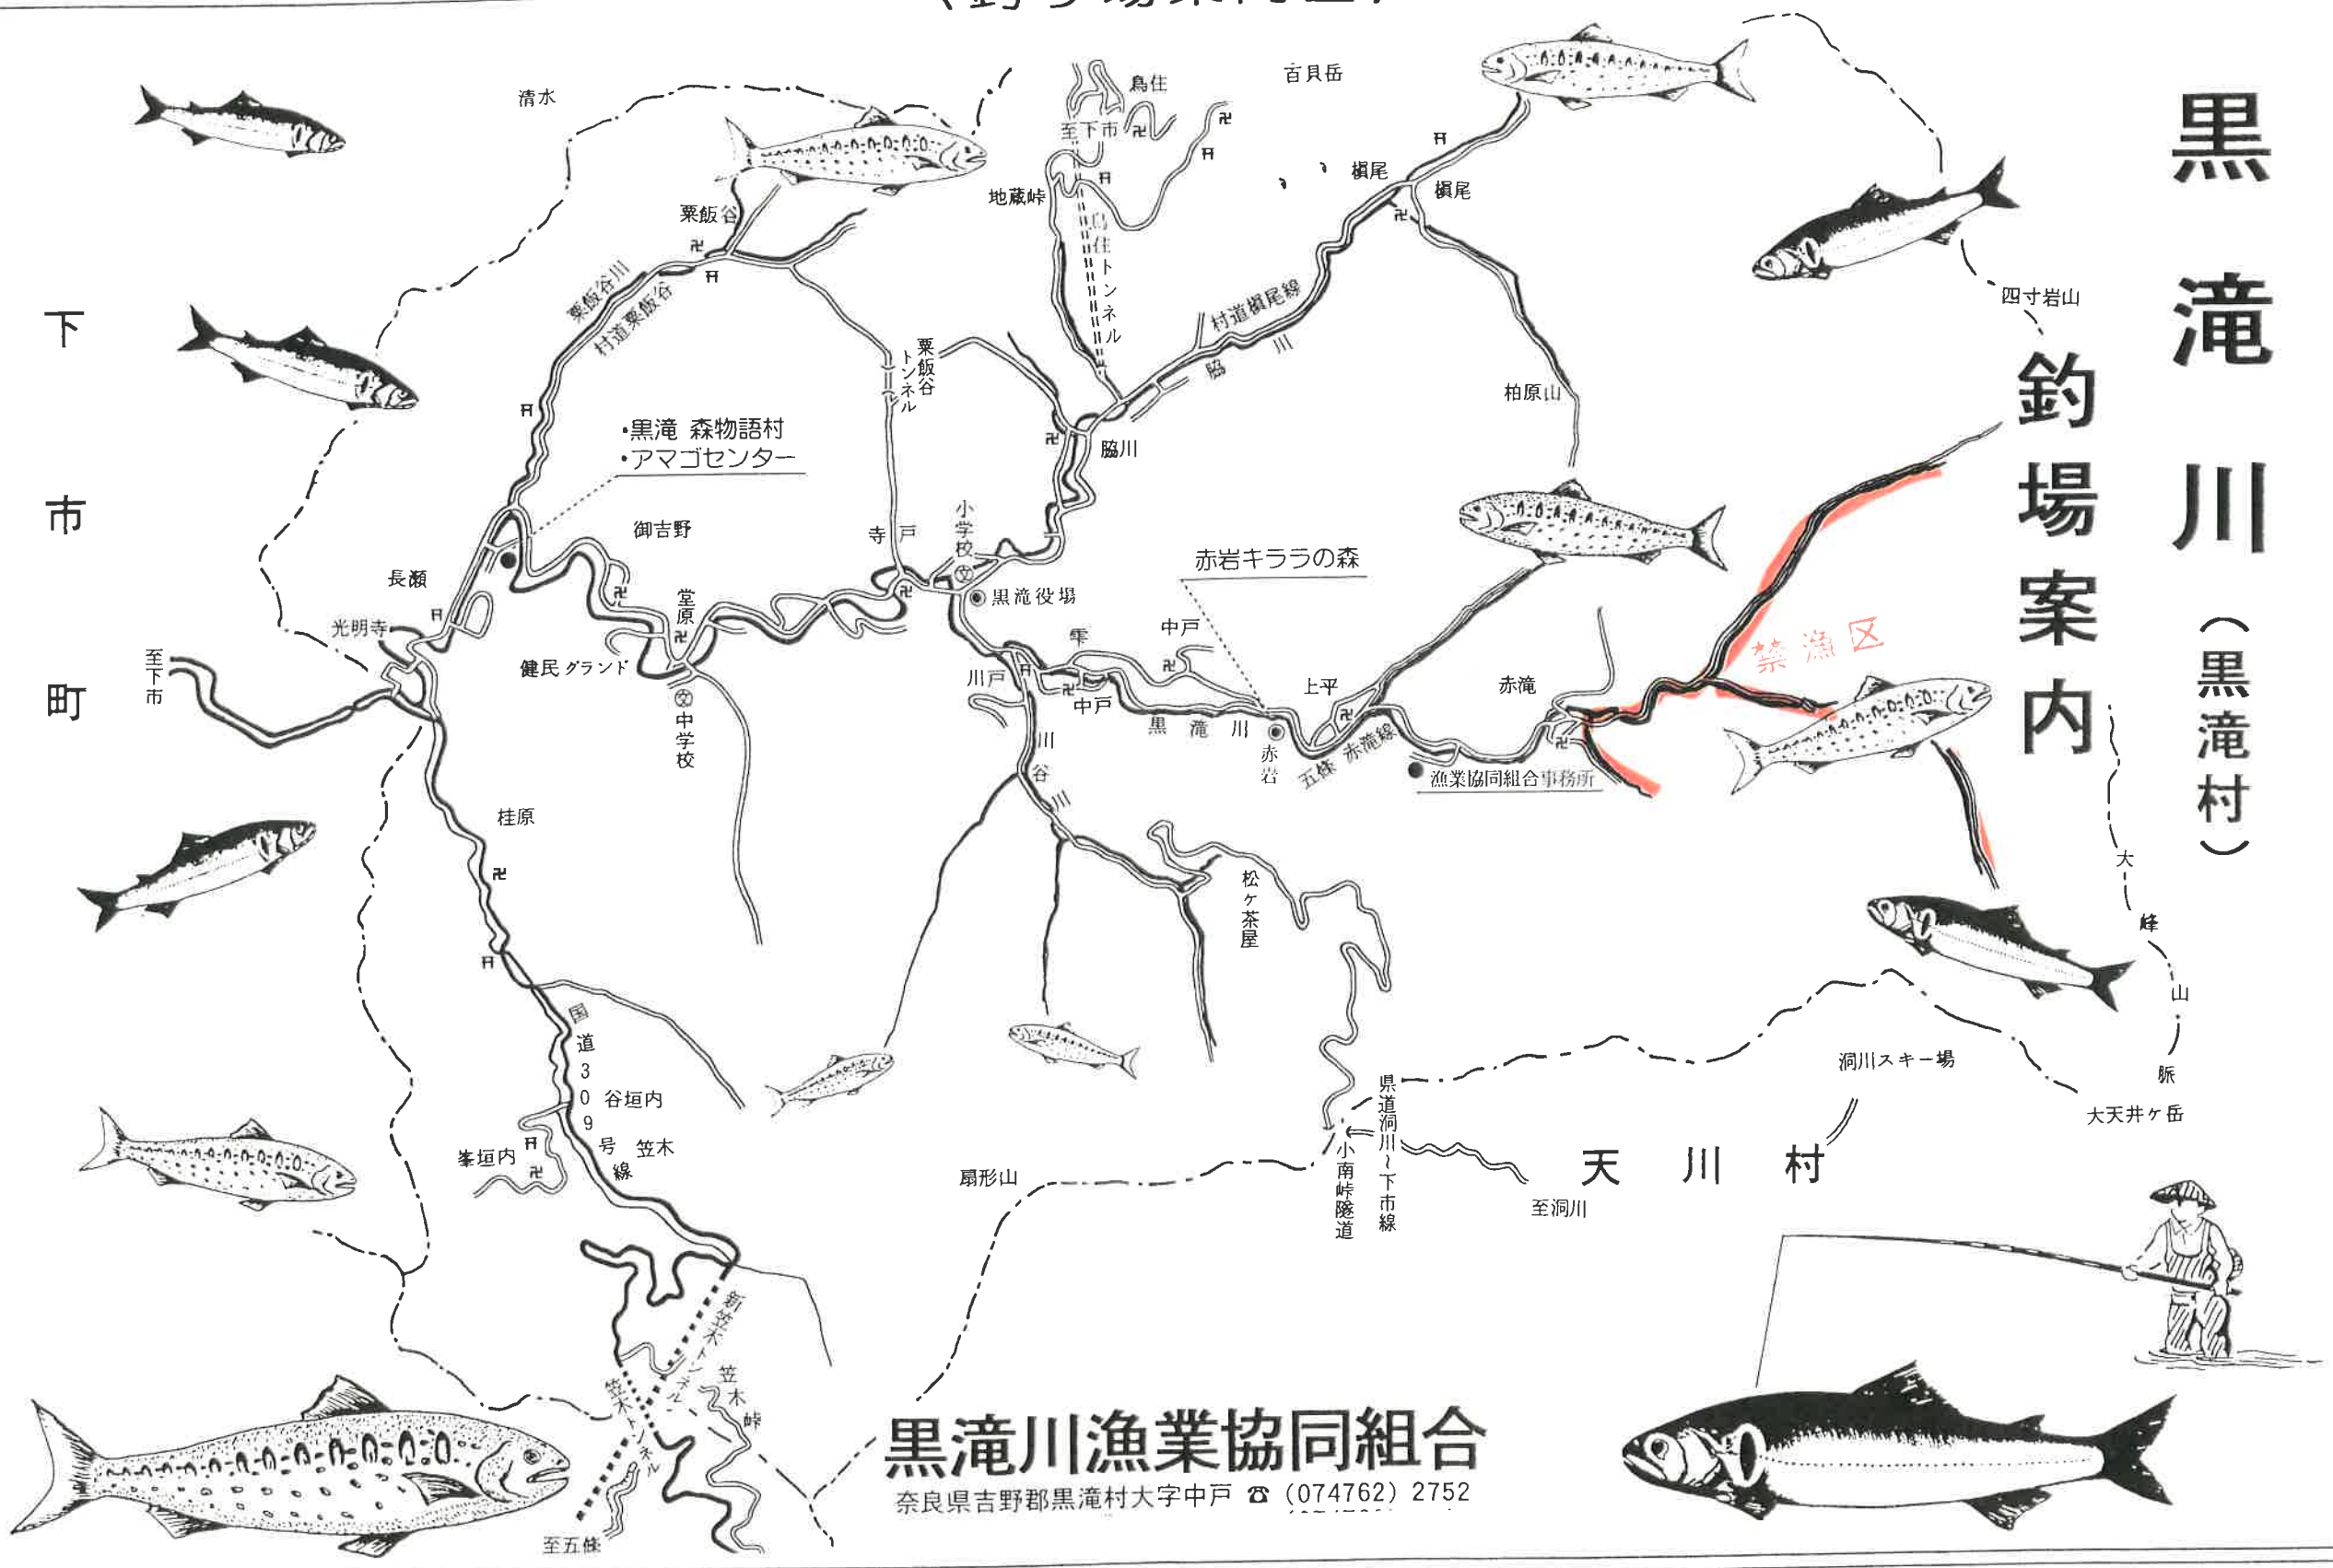 黒滝川（黒滝村）
釣場案内
下市町
清水
百貝岳
鳥住
至下市
地蔵峠
鳥住トンネル
槇尾
槇尾
四寸岩山
粟飯谷
粟飯谷川
村道粟飯谷
粟飯谷トンネル
村道槇尾線
脇川
柏原山
・黒滝 森物語村
・アマゴセンター
脇川
御吉野
寺戸
小学校
文
黒滝役場
赤岩キララの森
長瀬
光明寺
至下市
堂原
健民グランド
文
中学校
雫
中戸
川戸
中戸
黒滝川
赤岩
上平
五條赤滝線
赤滝
禁漁区
漁業協同組合事務所
川谷川
桂原
松ヶ茶屋
大峰山脈
国道309号線
谷垣内
笠木
峯垣内
扇形山
県道洞川〜下市線
小南峠隧道
至洞川
洞川スキー場
大天井ヶ岳
天川村
新笠木トンネル
笠木トンネル
笠木峠
至五條
黒滝川漁業協同組合
奈良県吉野郡黒滝村大字中戸 ☎ (074762) 2752